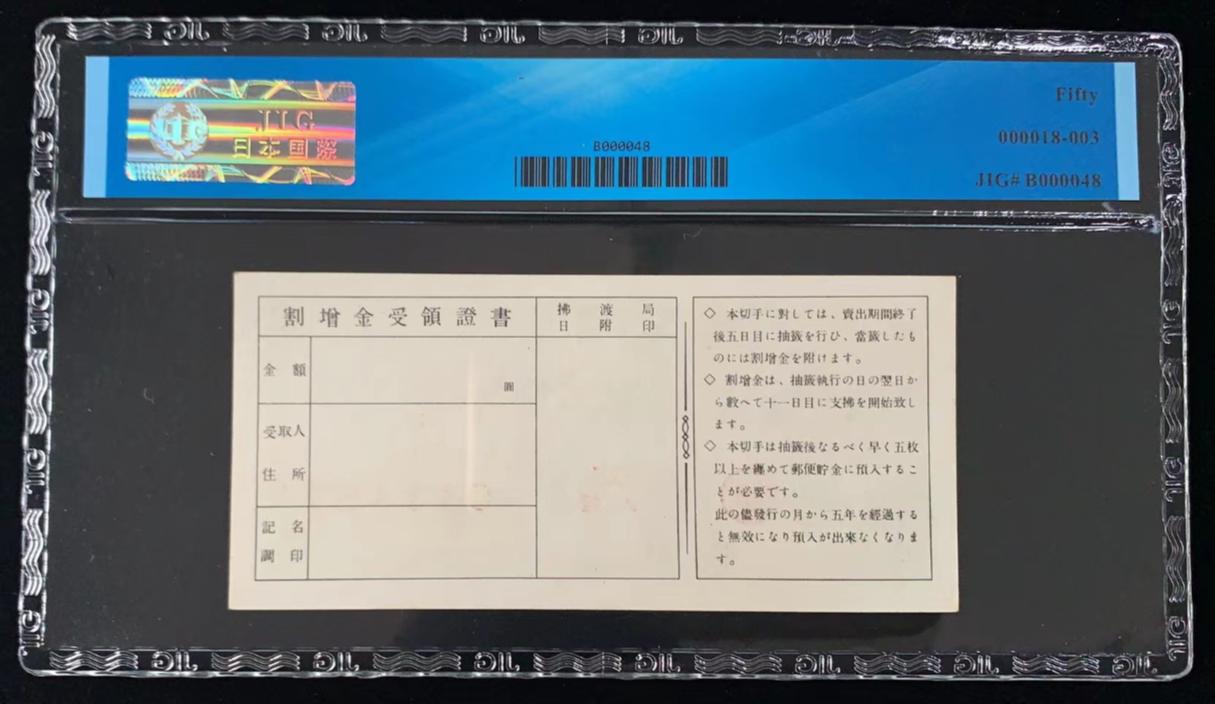 JIG
日社国際
B000048
Fifty
000018-003
JIG# B000048
割增金受領證書
拂渡局
日附印
金額
圓
受取人
住所
記名
調印
◇ 本切手に對しては、賣出期間終了
後五日目に抽籤を行ひ、當籤したも
のには割增金を附けます。
◇ 割增金は、抽籤執行の日の翌日か
ら數へて十一日目に支拂を開始致し
ます。
◇ 本切手は抽籤後なるべく早く五枚
以上を纏めて郵便貯金に預入するこ
とが必要です。
此の儘發行の月から五年を經過する
と無效になり預入が出來なくなりま
す。